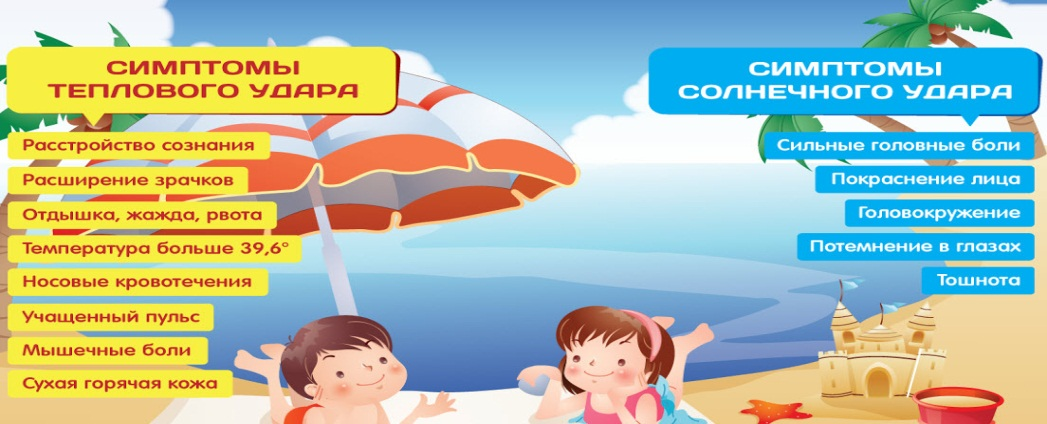 СИМПТОМЫ
ТЕПЛОВОГО УДАРА
Расстройство сознания
Расширение зрачков
Отдышка, жажда, рвота
Температура больше 39,6°
Носовые кровотечения
Учащенный пульс
Мышечные боли
Сухая горячая кожа
СИМПТОМЫ
СОЛНЕЧНОГО УДАРА
Сильные головные боли
Покраснение лица
Головокружение
Потемнение в глазах
Тошнота